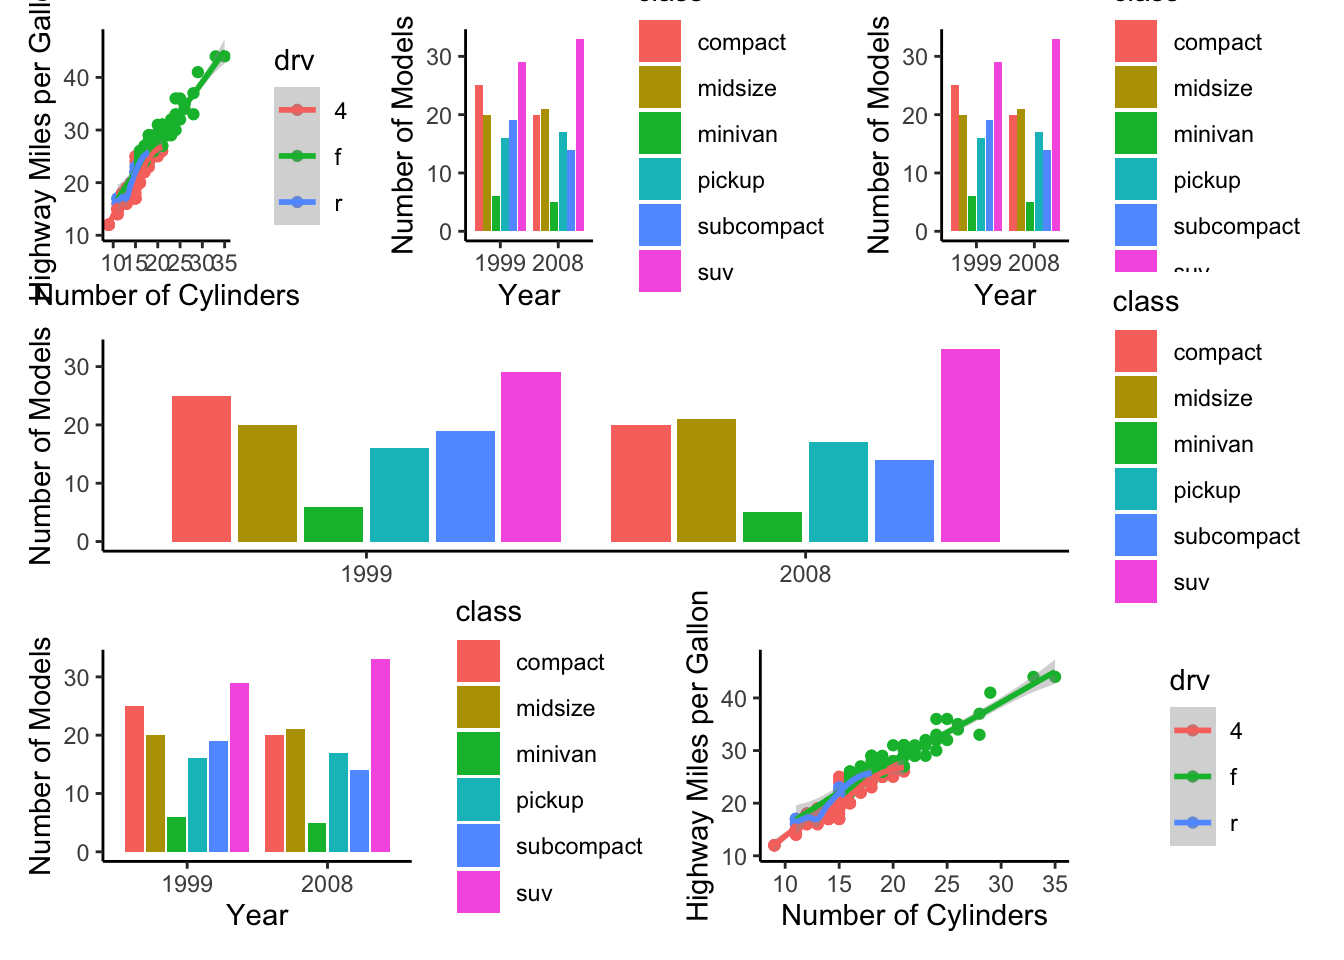 Highway Miles per Gallon
40
30
20
10
10 15 20 25 30 35
Number of Cylinders
drv
4
f
r
Number of Models
30
20
10
0
1999 2008
Year
class
compact
midsize
minivan
pickup
subcompact
suv
Number of Models
30
20
10
0
1999 2008
Year
class
compact
midsize
minivan
pickup
subcompact
suv
Number of Models
30
20
10
0
1999 2008
class
compact
midsize
minivan
pickup
subcompact
suv
Number of Models
30
20
10
0
1999 2008
Year
class
compact
midsize
minivan
pickup
subcompact
suv
Highway Miles per Gallon
40
30
20
10
10 15 20 25 30 35
Number of Cylinders
drv
4
f
r